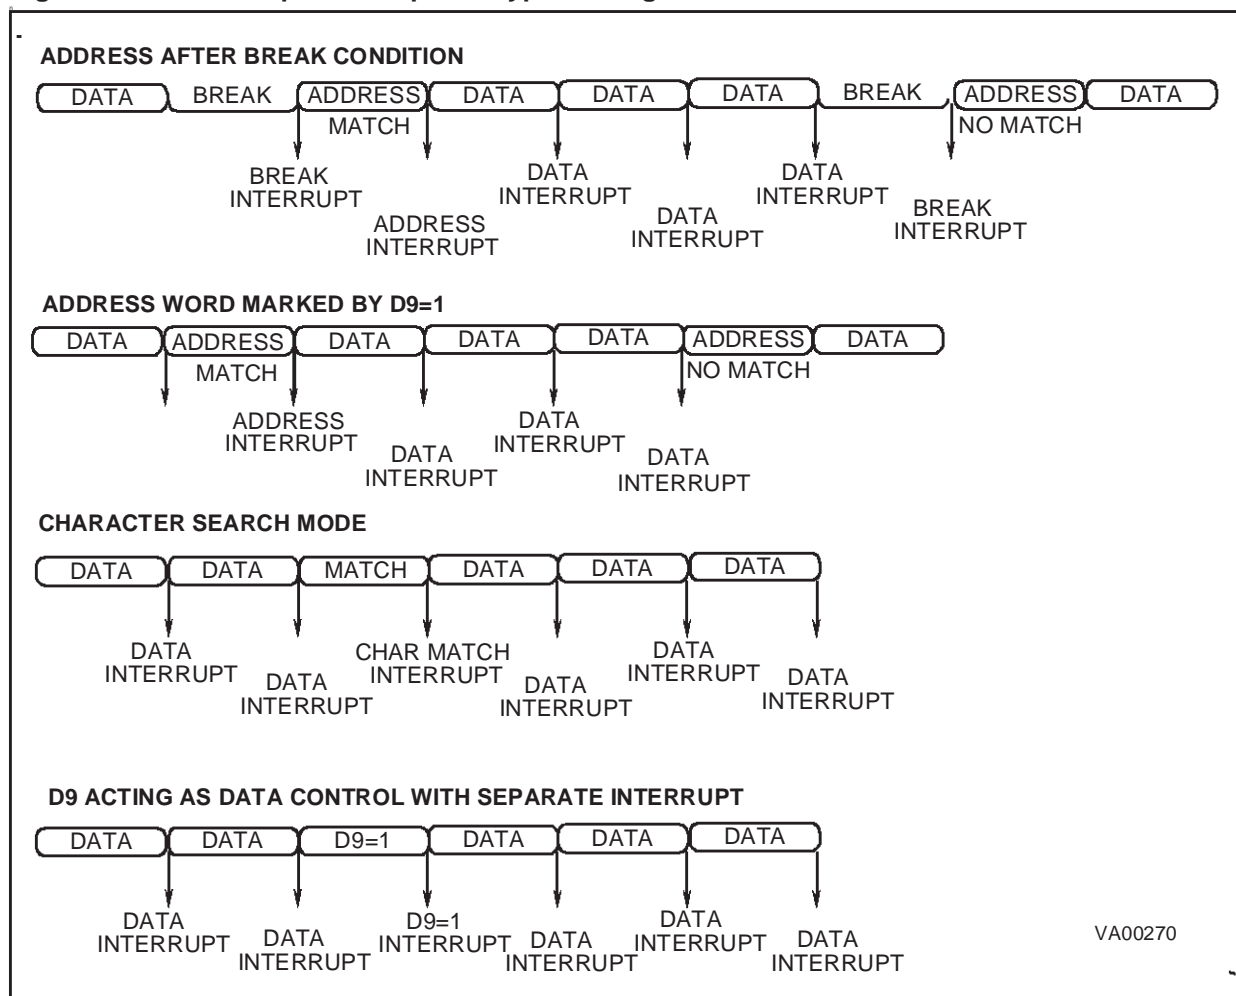 ADDRESS AFTER BREAK CONDITION
DATA BREAK ADDRESS DATA DATA DATA BREAK ADDRESS DATA
MATCH NO MATCH
BREAK INTERRUPT
ADDRESS INTERRUPT
DATA INTERRUPT
DATA INTERRUPT
DATA INTERRUPT
BREAK INTERRUPT
ADDRESS WORD MARKED BY D9=1
DATA ADDRESS DATA DATA DATA ADDRESS DATA
MATCH NO MATCH
ADDRESS INTERRUPT
DATA INTERRUPT
DATA INTERRUPT
DATA INTERRUPT
CHARACTER SEARCH MODE
DATA DATA MATCH DATA DATA DATA
DATA INTERRUPT
DATA INTERRUPT
CHAR MATCH INTERRUPT
DATA INTERRUPT
DATA INTERRUPT
DATA INTERRUPT
D9 ACTING AS DATA CONTROL WITH SEPARATE INTERRUPT
DATA DATA D9=1 DATA DATA DATA
DATA INTERRUPT
DATA INTERRUPT
D9=1 INTERRUPT
DATA INTERRUPT
DATA INTERRUPT
DATA INTERRUPT
VA00270